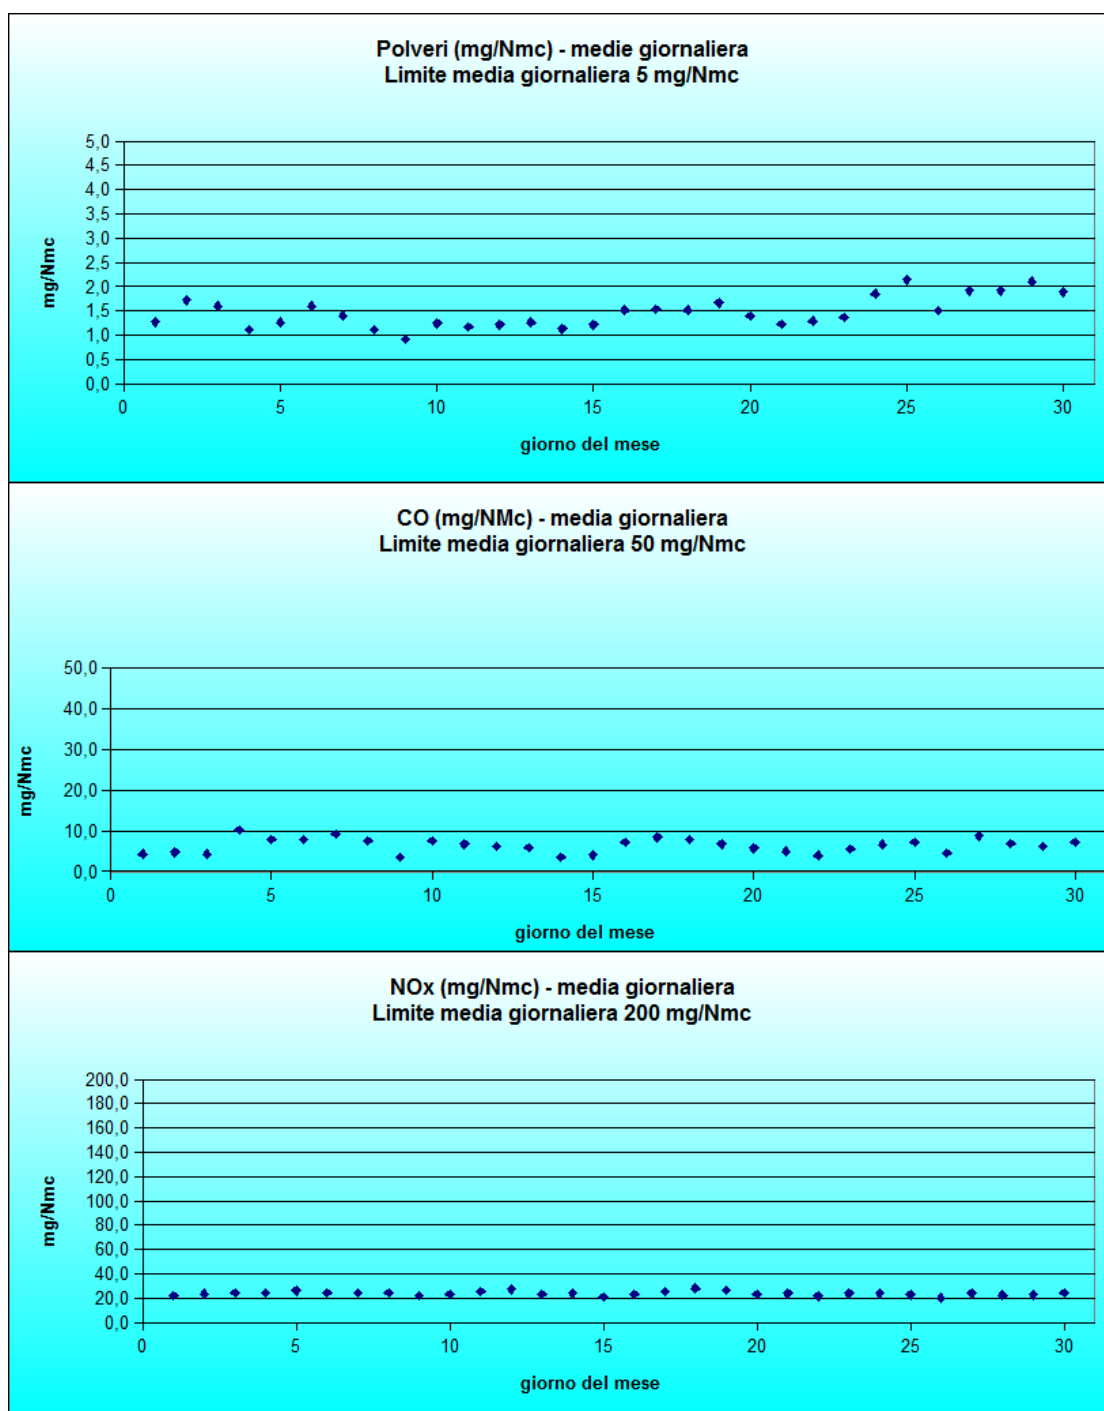 Polveri (mg/Nmc) - medie giornaliera
Limite media giornaliera 5 mg/Nmc
5,0
4,5
4,0
3,5
3,0
2,5
2,0
1,5
1,0
0,5
0,0
mg/Nmc
0 5 10 15 20 25 30
giorno del mese
CO (mg/NMc) - media giornaliera
Limite media giornaliera 50 mg/Nmc
50,0
40,0
30,0
20,0
10,0
0,0
mg/Nmc
0 5 10 15 20 25 30
giorno del mese
NOx (mg/Nmc) - media giornaliera
Limite media giornaliera 200 mg/Nmc
200,0
180,0
160,0
140,0
120,0
100,0
80,0
60,0
40,0
20,0
0,0
mg/Nmc
0 5 10 15 20 25 30
giorno del mese